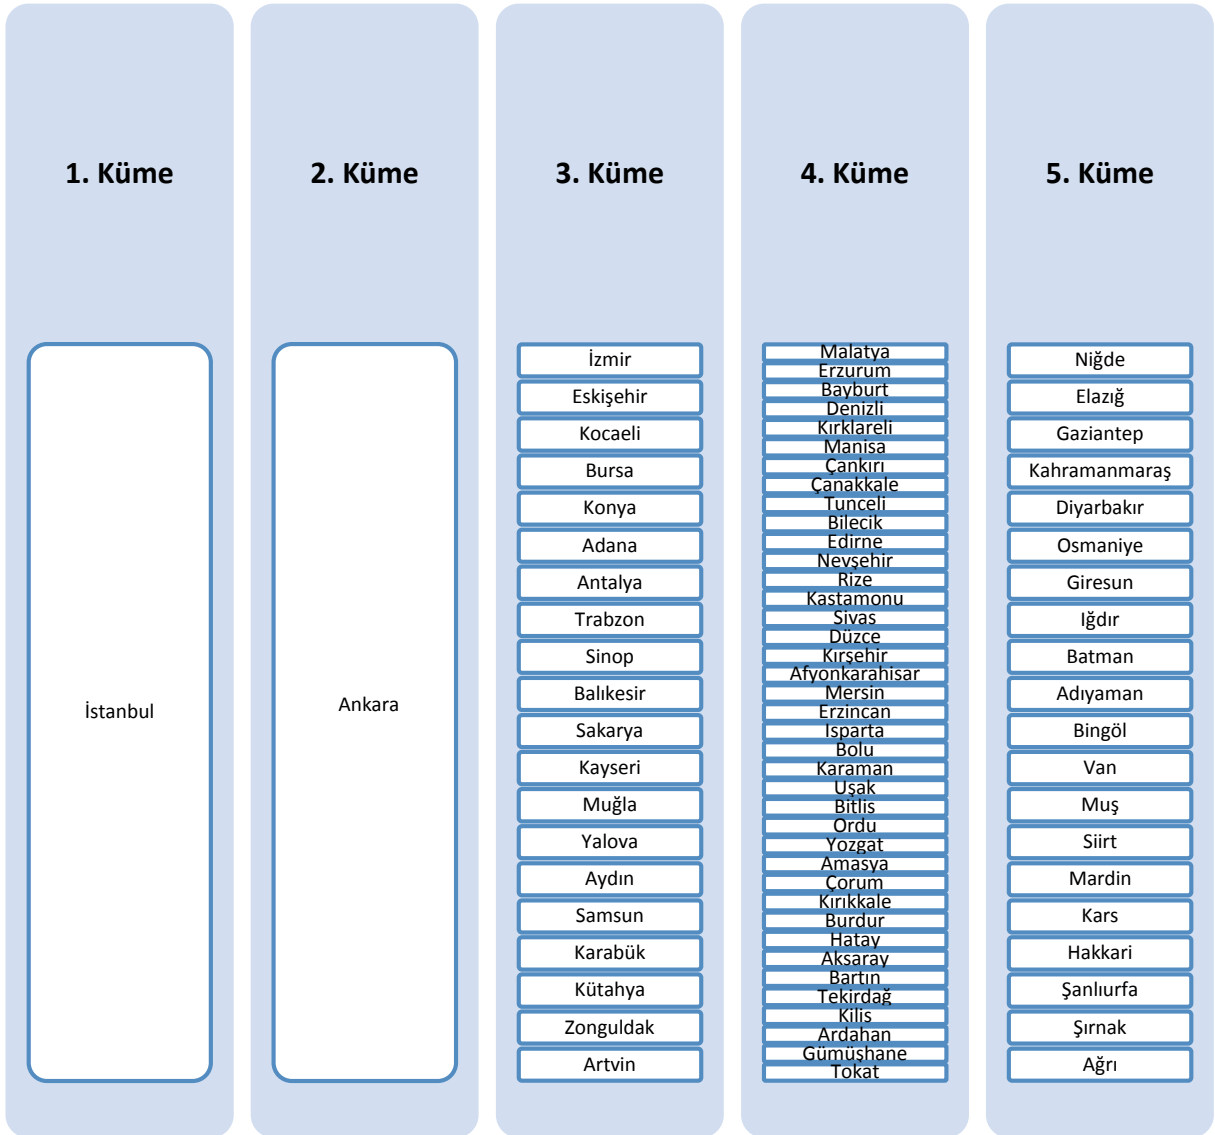 1. Küme
İstanbul
2. Küme
Ankara
3. Küme
İzmir
Eskişehir
Kocaeli
Bursa
Konya
Adana
Antalya
Trabzon
Sinop
Balıkesir
Sakarya
Kayseri
Muğla
Yalova
Aydın
Samsun
Karabük
Kütahya
Zonguldak
Artvin
4. Küme
Malatya
Erzurum
Bayburt
Denizli
Kırklareli
Manisa
Çankırı
Çanakkale
Tunceli
Bilecik
Edirne
Nevşehir
Rize
Kastamonu
Sivas
Düzce
Kırşehir
Afyonkarahisar
Mersin
Erzincan
Isparta
Bolu
Karaman
Uşak
Bitlis
Ordu
Yozgat
Amasya
Çorum
Kırıkkale
Burdur
Hatay
Aksaray
Bartın
Tekirdağ
Kilis
Ardahan
Gümüşhane
Tokat
5. Küme
Niğde
Elazığ
Gaziantep
Kahramanmaraş
Diyarbakır
Osmaniye
Giresun
Iğdır
Batman
Adıyaman
Bingöl
Van
Muş
Siirt
Mardin
Kars
Hakkari
Şanlıurfa
Şırnak
Ağrı